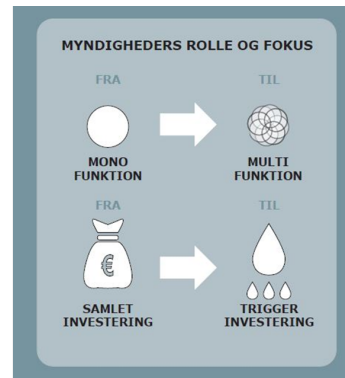 MYNDIGHEDERS ROLLE OG FOKUS
FRA TIL
MONO FUNKTION
MULTI FUNKTION
FRA TIL
€
SAMLET INVESTERING
TRIGGER INVESTERING